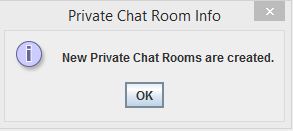 Private Chat Room Info
New Private Chat Rooms are created.
OK